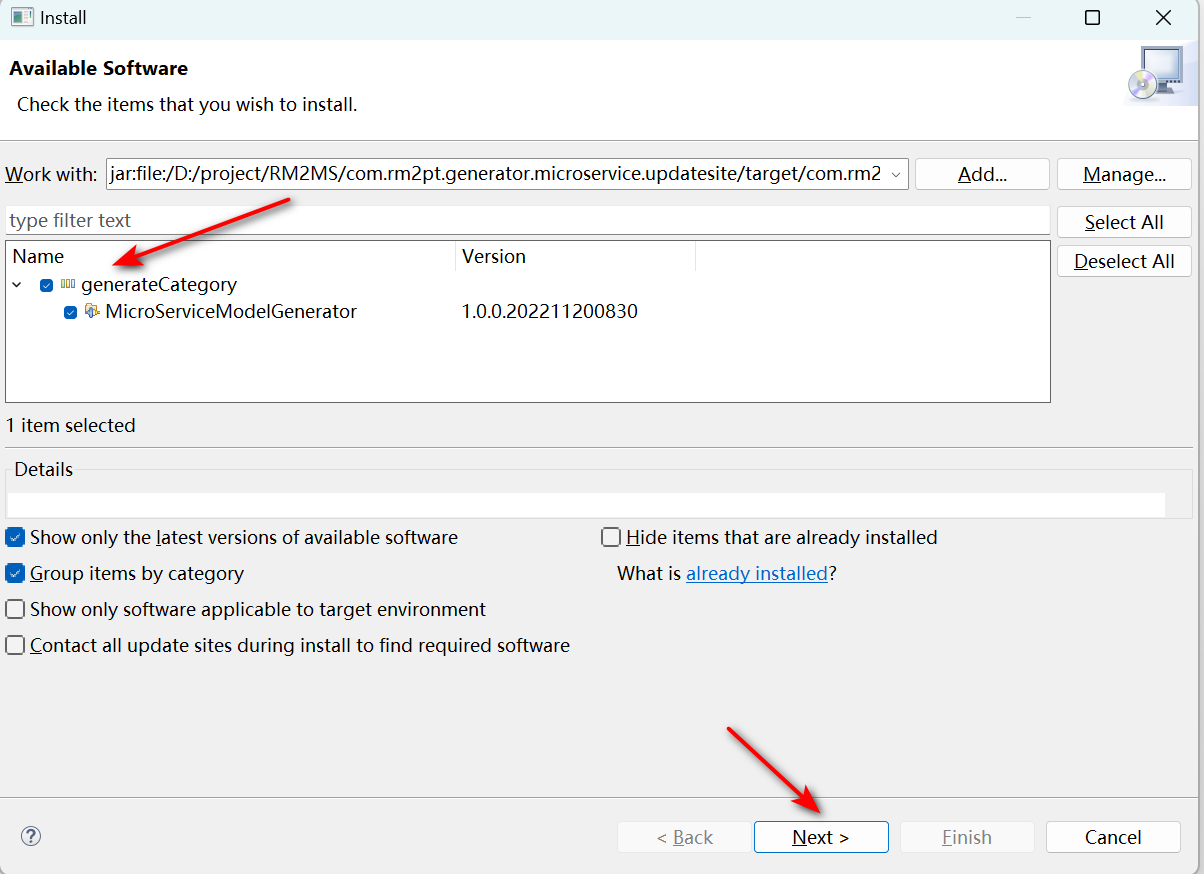 Install
Available Software
Check the items that you wish to install.
Work with: jar:file:/D:/project/RM2MS/com.rm2pt.generator.microservice.updatesite/target/com.rm2 Add... Manage...
type filter text Select All
Name Version Deselect All
generateCategory
MicroServiceModelGenerator 1.0.0.202211200830
1 item selected
Details
Show only the latest versions of available software Hide items that are already installed
Group items by category What is already installed?
Show only software applicable to target environment
Contact all update sites during install to find required software
? < Back Next > Finish Cancel